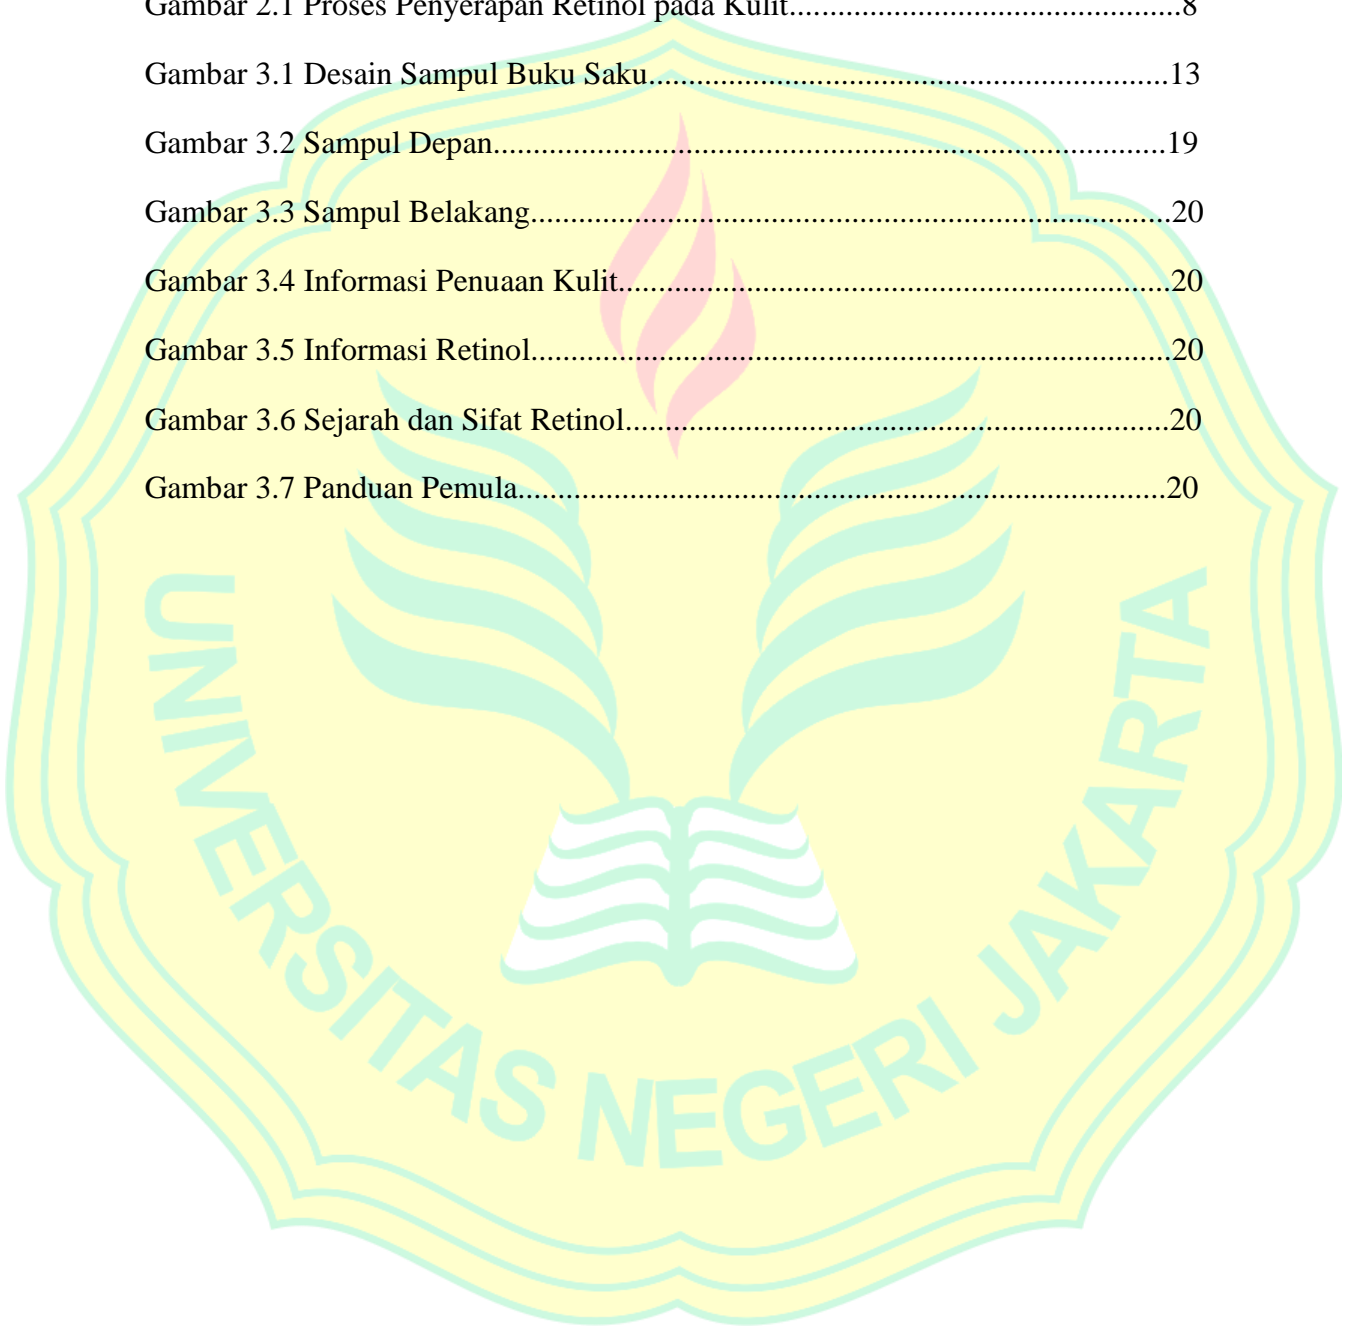 Gambar 2.1 Proses Penyerapan Retinol pada Kulit.................................................8
Gambar 3.1 Desain Sampul Buku Saku.................................................................13
Gambar 3.2 Sampul Depan....................................................................................19
Gambar 3.3 Sampul Belakang................................................................................20
Gambar 3.4 Informasi Penuaan Kulit.....................................................................20
Gambar 3.5 Informasi Retinol................................................................................20
Gambar 3.6 Sejarah dan Sifat Retinol....................................................................20
Gambar 3.7 Panduan Pemula.................................................................................20
UNIVERSITAS NEGERI JAKARTA